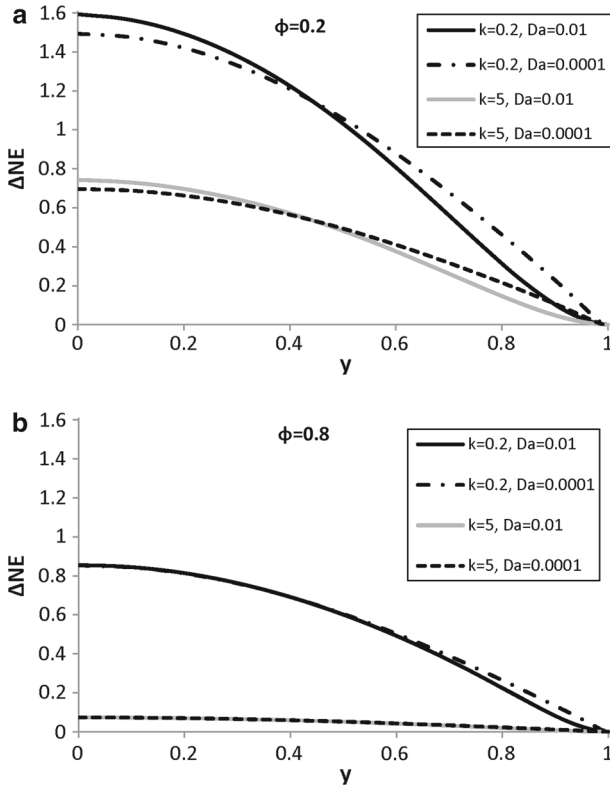 a
ϕ=0.2
k=0.2, Da=0.01
k=0.2, Da=0.0001
k=5, Da=0.01
k=5, Da=0.0001
ΔNE
1.6
1.4
1.2
1
0.8
0.6
0.4
0.2
0
0 0.2 0.4 0.6 0.8 1
y
b
ϕ=0.8
k=0.2, Da=0.01
k=0.2, Da=0.0001
k=5, Da=0.01
k=5, Da=0.0001
ΔNE
1.6
1.4
1.2
1
0.8
0.6
0.4
0.2
0
0 0.2 0.4 0.6 0.8 1
y